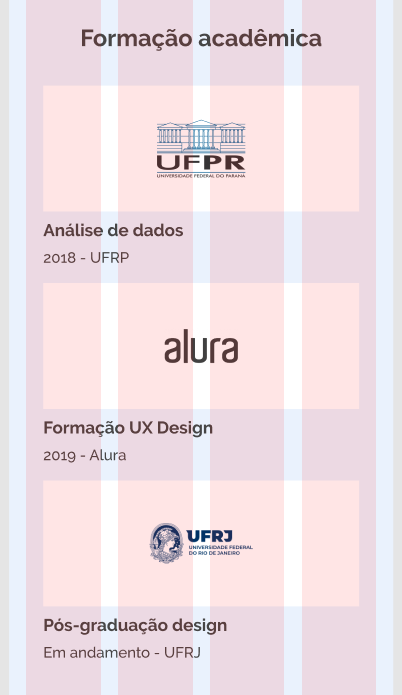 Formação acadêmica
UFPR
UNIVERSIDADE FEDERAL DO PARANÁ
Análise de dados
2018 - UFRP
alura
Formação UX Design
2019 - Alura
UFRJ
UNIVERSIDADE FEDERAL
DO RIO DE JANEIRO
Pós-graduação design
Em andamento - UFRJ